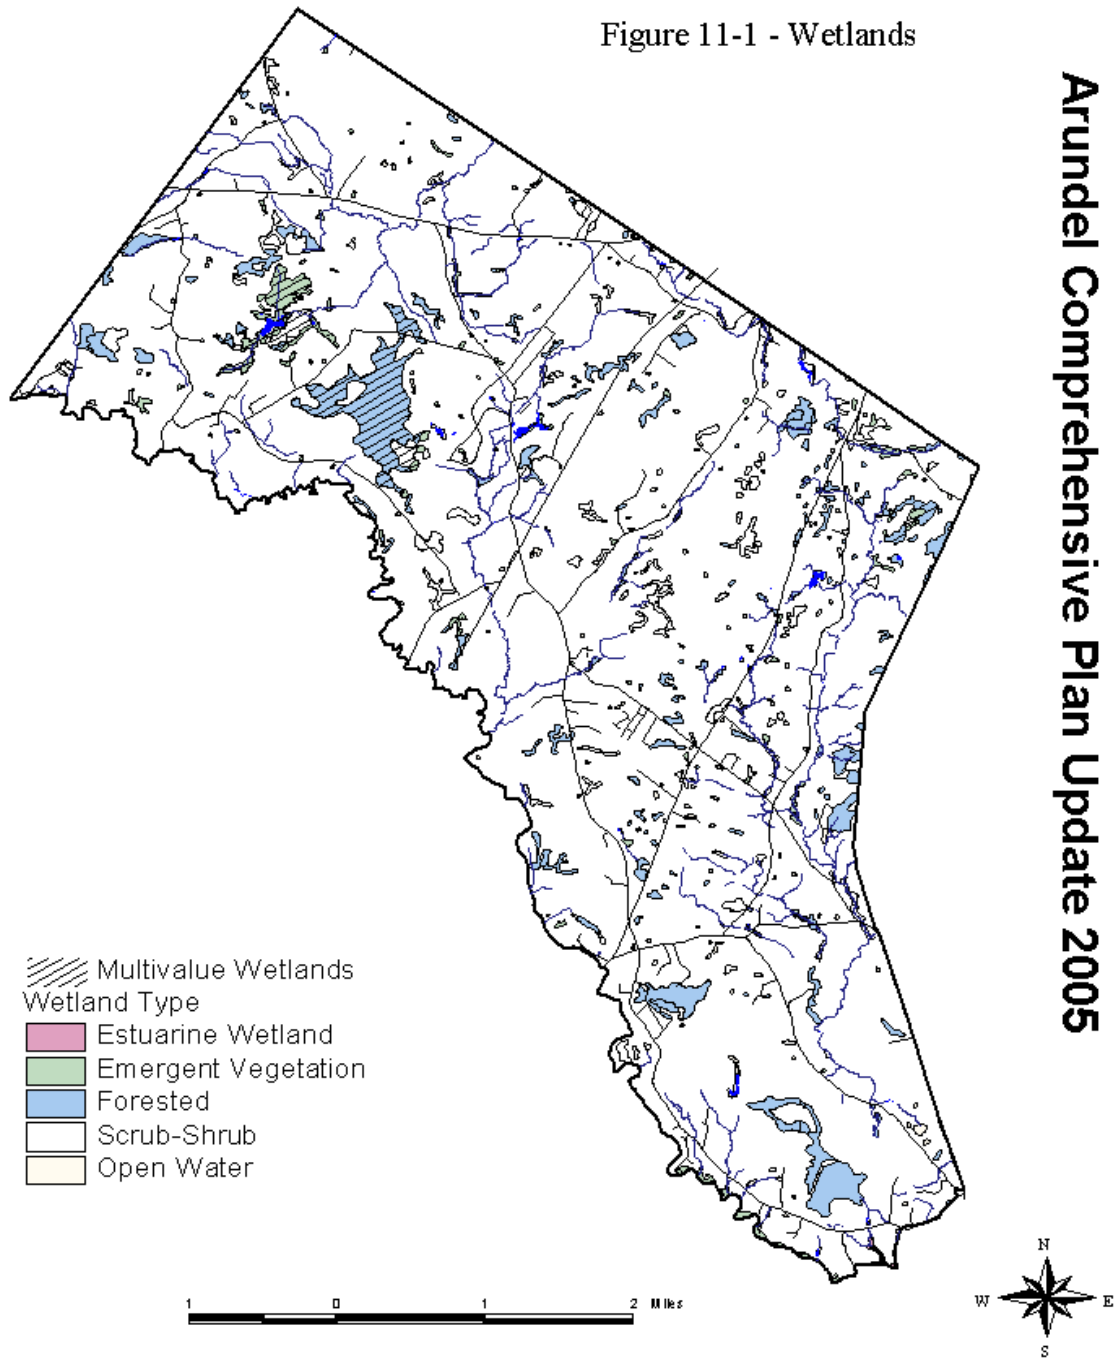 Figure 11-1 - Wetlands
Arundel Comprehensive Plan Update 2005
Multivalue Wetlands
Wetland Type
Estuarine Wetland
Emergent Vegetation
Forested
Scrub-Shrub
Open Water
1 0 1 2 Miles
N
W E
S